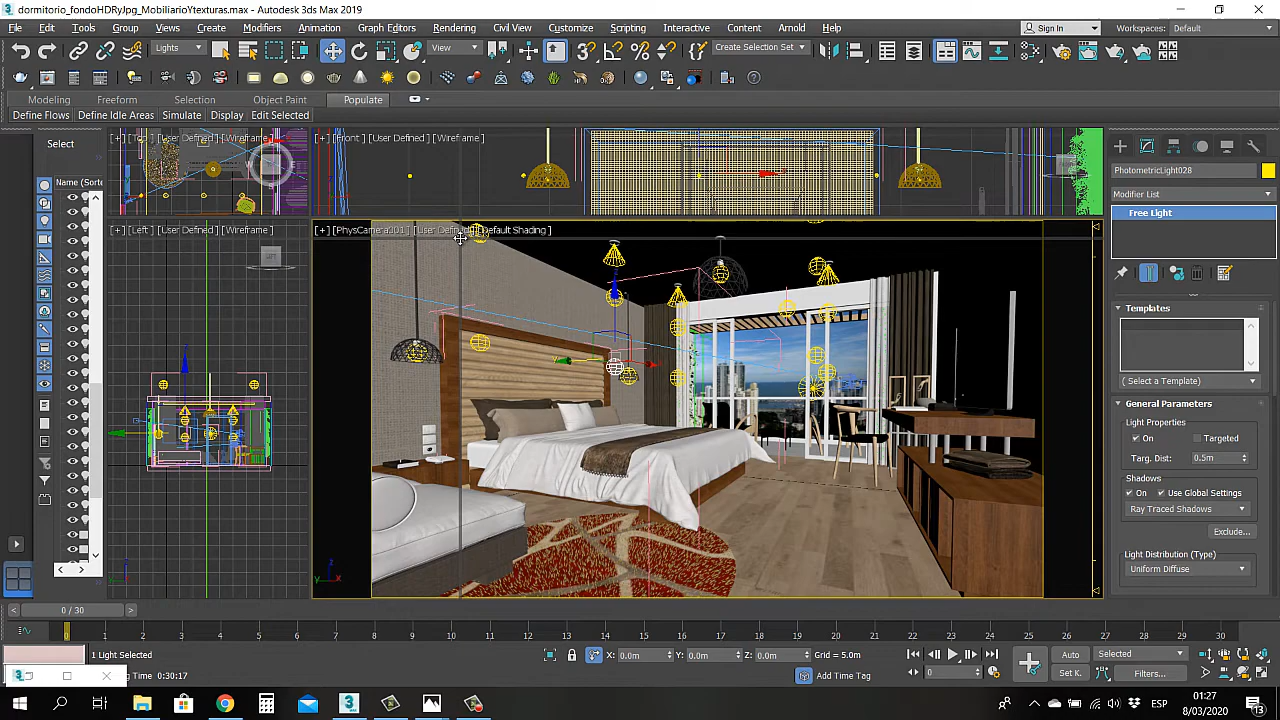 dormitorio_fondoHDRyJpg_MobiliarioYtexturas.max - Autodesk 3ds Max 2019
File Edit Tools Group Views Create Modifiers Animation Graph Editors Rendering Civil View Customize Scripting Interactive Content Arnold Help
Sign In
Workspaces: Default
Lights
View
Create Selection Set
Modeling Freeform Selection Object Paint Populate
Define Flows Define Idle Areas Simulate Display Edit Selected
Select
Name (Sort
[User Defined] [Wireframe]
[User Defined] [Wireframe]
[+] [Left] [User Defined] [Wireframe]
[+] [PhysCamera001]
Default Shading ]
PhotometricLight028
Modifier List
Free Light
Templates
( Select a Template)
General Parameters
Light Properties
On Targeted
Targ. Dist: 0.5m
Shadows
On Use Global Settings
Ray Traced Shadows
Exclude...
Light Distribution (Type)
Uniform Diffuse
0 / 30
0 1 2 3 4 5 6 7 8 9 10 11 12 13 14 15 16 17 18 19 20 21 22 23 24 25 26 27 28 29 30
1 Light Selected
X: 0.0m Y: 0.0m Z: 0.0m Grid = 5.0m
Auto Selected
ng Time 0:30:17
Add Time Tag
0
Set K. Filters...
ESP
01:27
8/03/2020
13